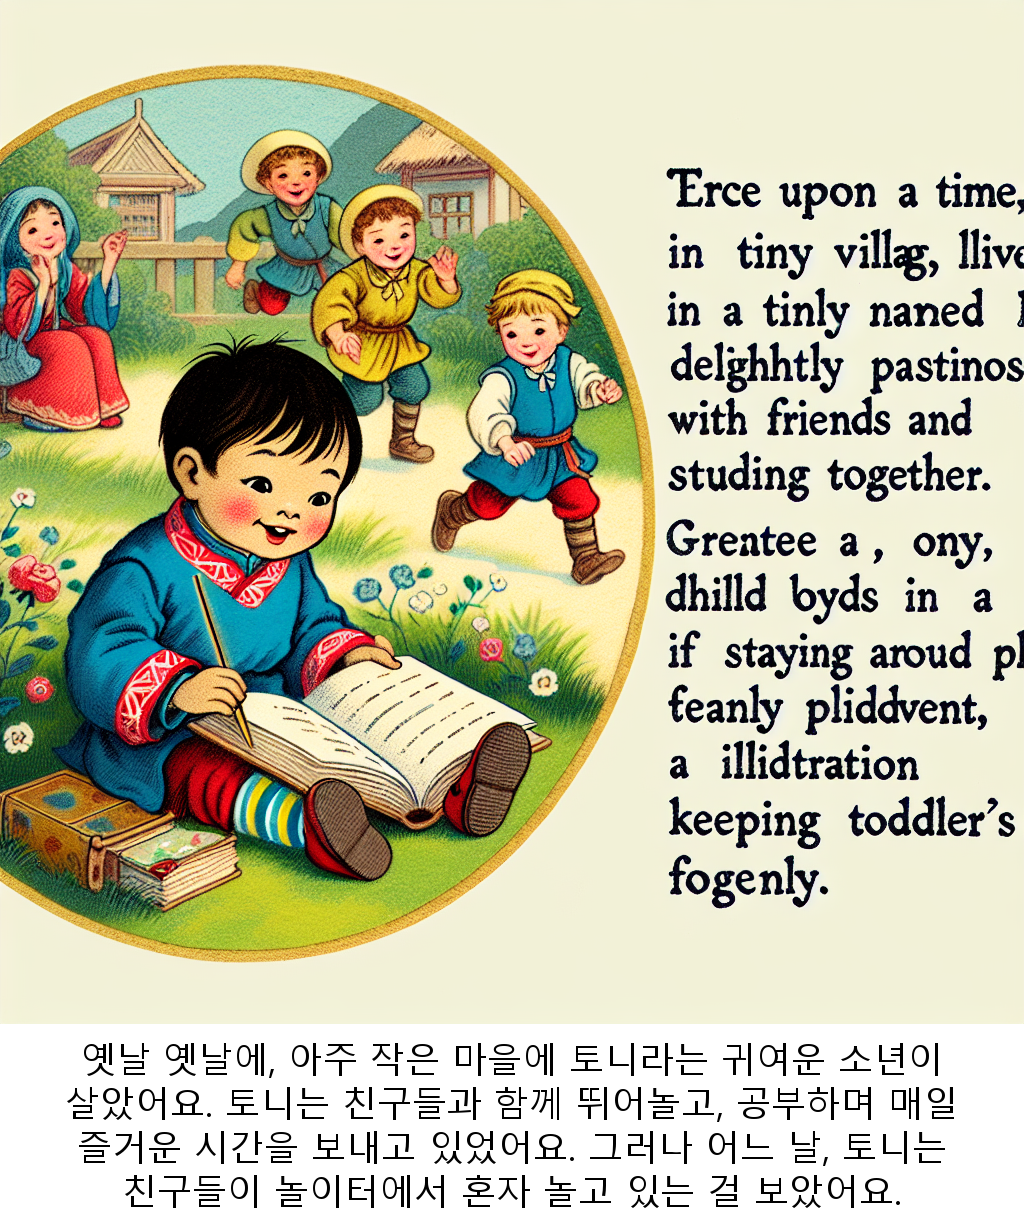 Erce upon a time,
in tiny villag, llive
in a tinly naned
delghhtly pastinos
with friends and
studing together.
Grentee a , ony,
dhilld byds in a
if staying aroud pl
feanly pliddvent,
a illidtration
keeping toddler's
fogenly.
옛날 옛날에, 아주 작은 마을에 토니라는 귀여운 소년이
살았어요. 토니는 친구들과 함께 뛰어놀고, 공부하며 매일
즐거운 시간을 보내고 있었어요. 그러나 어느 날, 토니는
친구들이 놀이터에서 혼자 놀고 있는 걸 보았어요.